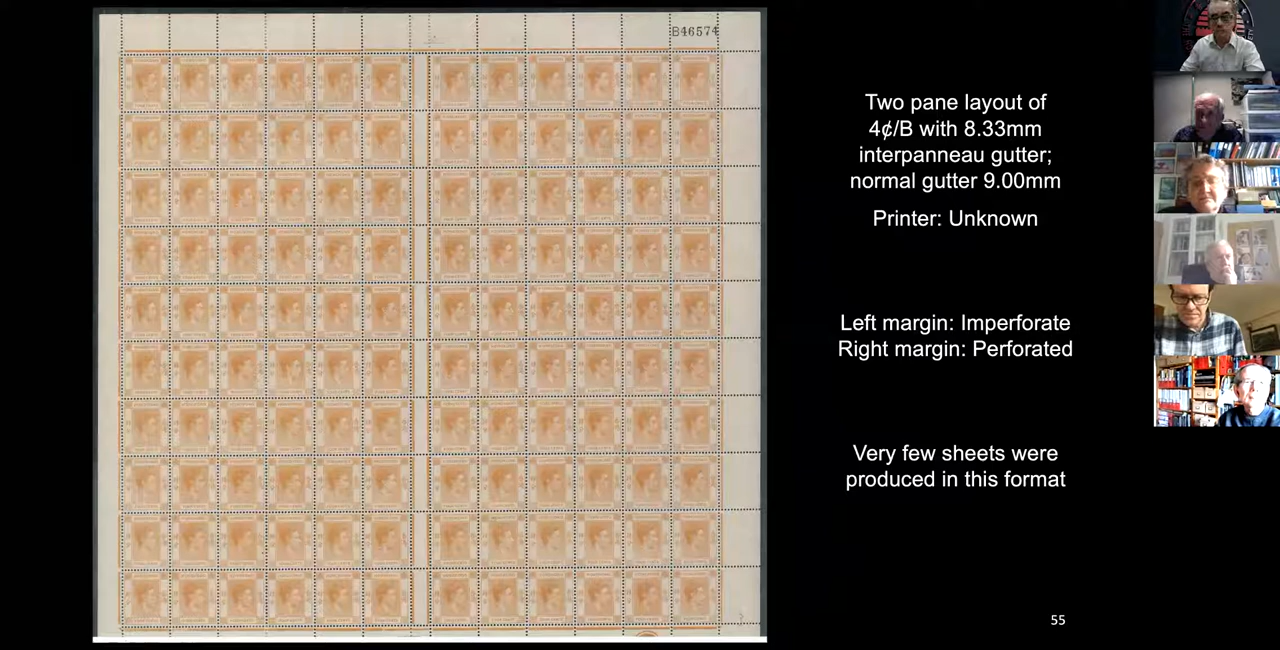 B46574
Two pane layout of
4¢/B with 8.33mm
interpanneau gutter;
normal gutter 9.00mm
Printer: Unknown
Left margin: Imperforate
Right margin: Perforated
Very few sheets were
produced in this format
55